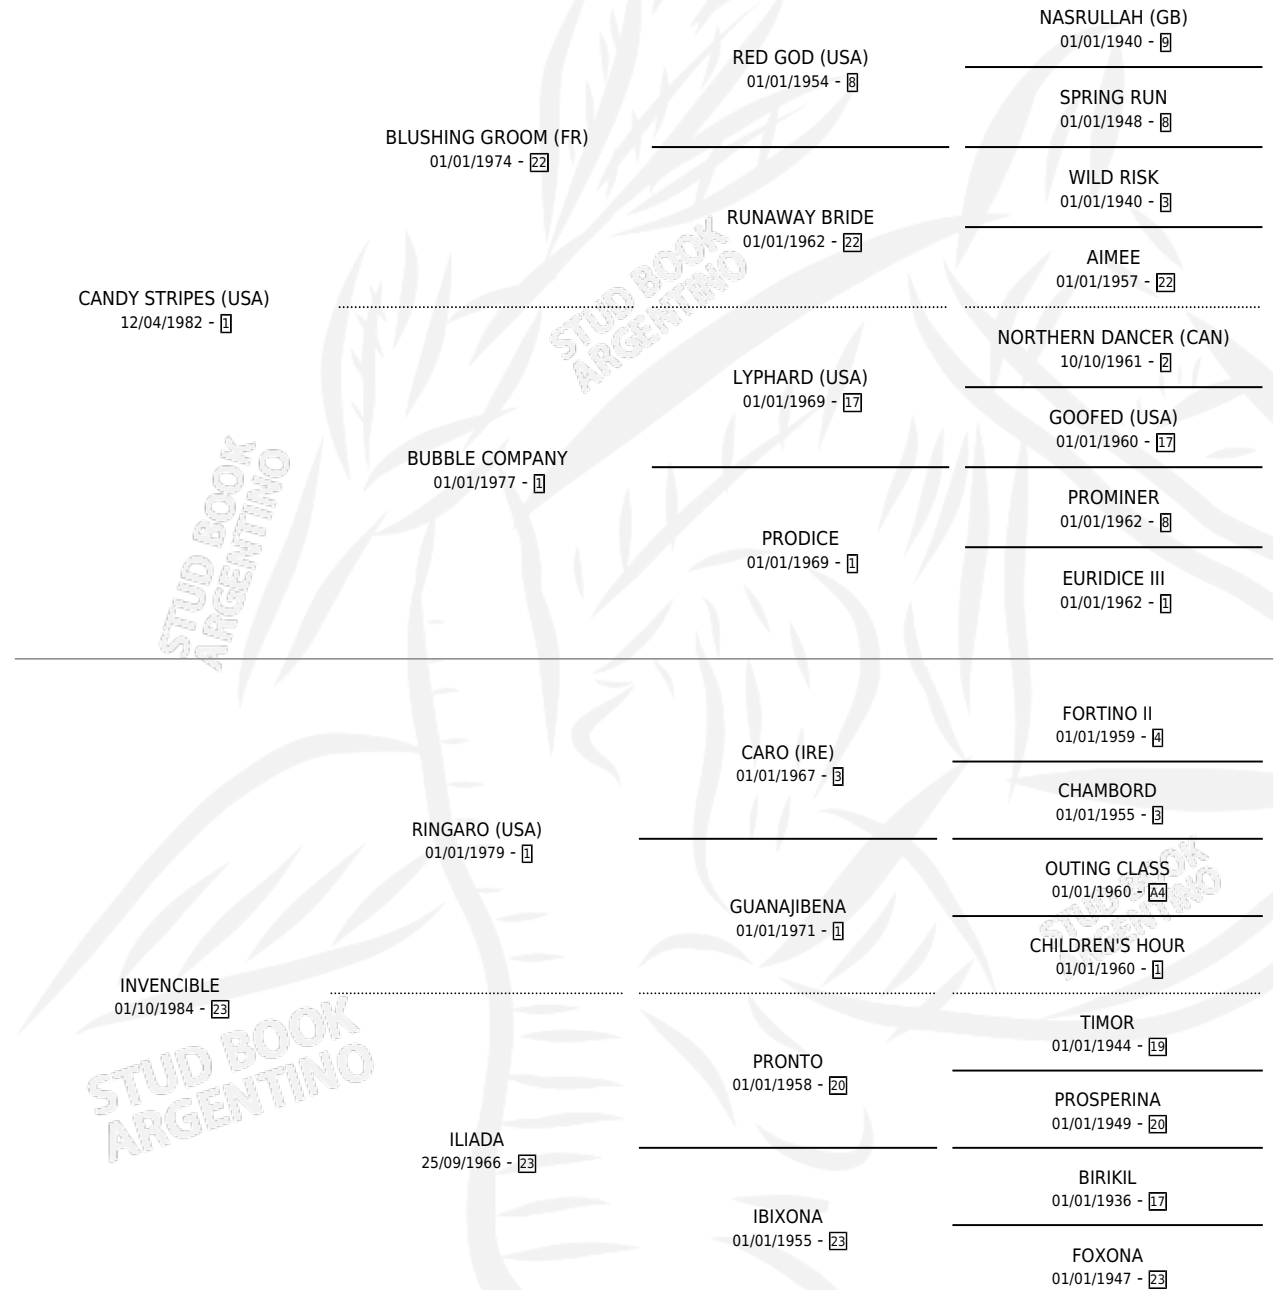 NASRULLAH (GB)
01/01/1940 - 9
RED GOD (USA)
01/01/1954 - 8
SPRING RUN
01/01/1948 - 8
BLUSHING GROOM (FR)
01/01/1974 - 22
WILD RISK
01/01/1940 - 3
RUNAWAY BRIDE
01/01/1962 - 22
AIMEE
01/01/1957 - 22
CANDY STRIPES (USA)
12/04/1982 - 1
NORTHERN DANCER (CAN)
10/10/1961 - 2
LYPHARD (USA)
01/01/1969 - 17
GOOFED (USA)
01/01/1960 - 17
BUBBLE COMPANY
01/01/1977 - 1
PROMINER
01/01/1962 - 8
PRODICE
01/01/1969 - 1
EURIDICE III
01/01/1962 - 1
FORTINO II
01/01/1959 - 4
CARO (IRE)
01/01/1967 - 3
CHAMBORD
01/01/1955 - 3
RINGARO (USA)
01/01/1979 - 1
OUTING CLASS
01/01/1960 - A4
GUANAJIBENA
01/01/1971 - 1
CHILDREN'S HOUR
01/01/1960 - 1
INVENCIBLE
01/10/1984 - 23
TIMOR
01/01/1944 - 19
PRONTO
01/01/1958 - 20
PROSPERINA
01/01/1949 - 20
ILIADA
25/09/1966 - 23
BIRIKIL
01/01/1936 - 17
IBIXONA
01/01/1955 - 23
FOXONA
01/01/1947 - 23
STUD BOOK
ARGENTINO
STUD BOOK
ARGENTINO
STUD BOOK
ARGENTINO
STUD BOOK
ARGENTINO